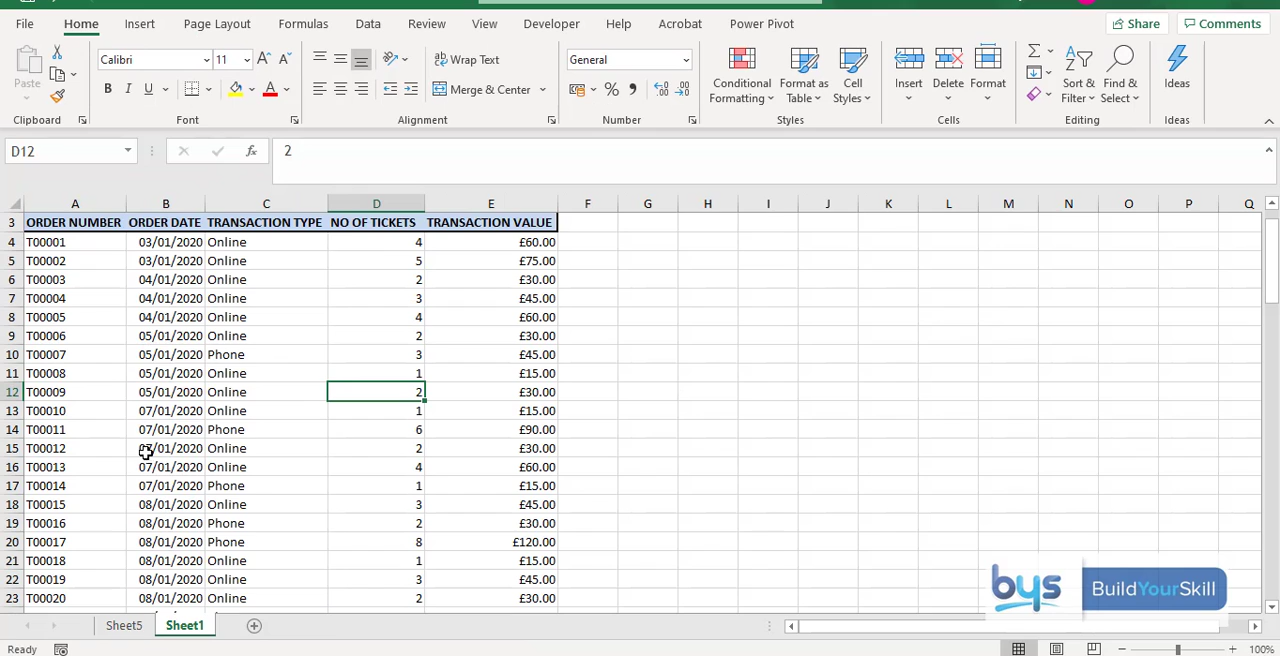 File Home Insert Page Layout Formulas Data Review View Developer Help Acrobat Power Pivot Share Comments
Calibri 11 Wrap Text General
Paste Merge & Center Conditional Formatting Format as Table Cell Styles Insert Delete Format Sort & Filter Find & Select Ideas
Clipboard Font Alignment Number Styles Cells Editing Ideas
D12 fx 2
A B C D E F G H I J K L M N O P Q
3 ORDER NUMBER ORDER DATE TRANSACTION TYPE NO OF TICKETS TRANSACTION VALUE
4 T00001 03/01/2020 Online 4 £60.00
5 T00002 03/01/2020 Online 5 £75.00
6 T00003 04/01/2020 Online 2 £30.00
7 T00004 04/01/2020 Online 3 £45.00
8 T00005 04/01/2020 Online 4 £60.00
9 T00006 05/01/2020 Online 2 £30.00
10 T00007 05/01/2020 Phone 3 £45.00
11 T00008 05/01/2020 Online 1 £15.00
12 T00009 05/01/2020 Online 2 £30.00
13 T00010 07/01/2020 Online 1 £15.00
14 T00011 07/01/2020 Phone 6 £90.00
15 T00012 07/01/2020 Online 2 £30.00
16 T00013 07/01/2020 Online 4 £60.00
17 T00014 07/01/2020 Phone 1 £15.00
18 T00015 08/01/2020 Online 3 £45.00
19 T00016 08/01/2020 Phone 2 £30.00
20 T00017 08/01/2020 Phone 8 £120.00
21 T00018 08/01/2020 Online 1 £15.00
22 T00019 08/01/2020 Online 3 £45.00
23 T00020 08/01/2020 Online 2 £30.00
bys BuildYourSkill
Sheet5 Sheet1
Ready 100%